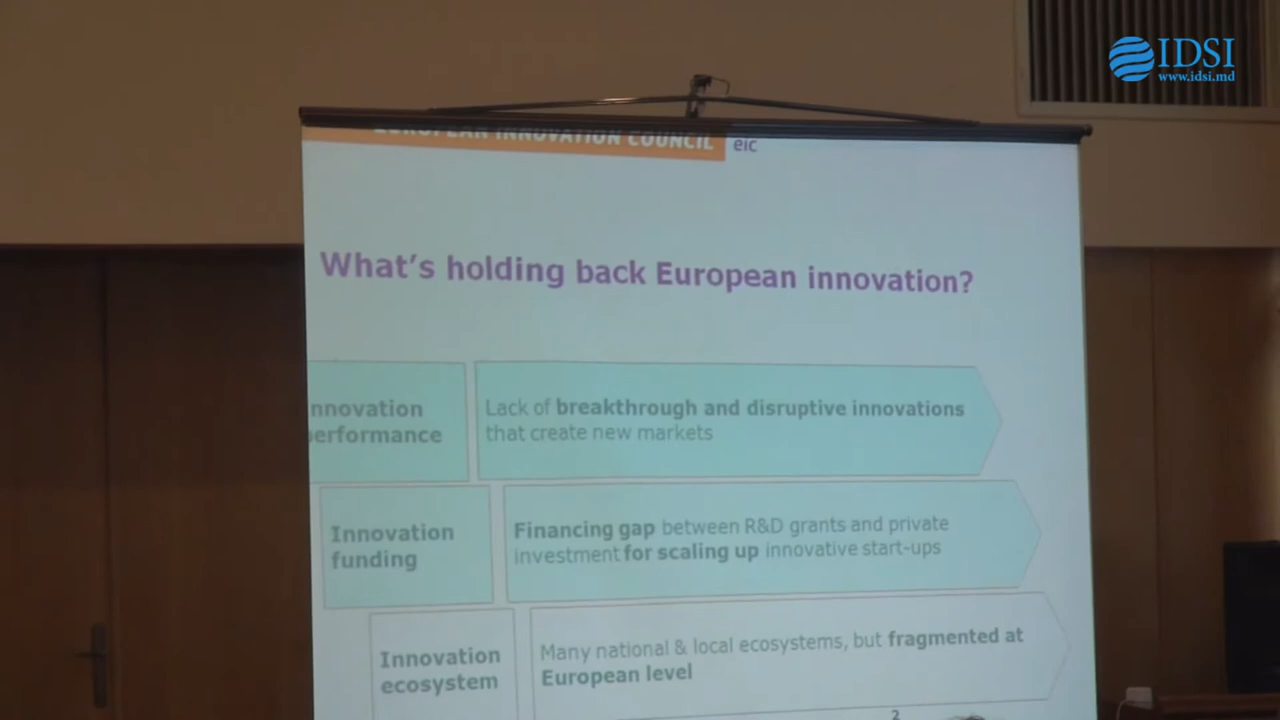 IDSI
www.idsi.md
EUROPEAN INNOVATION COUNCIL
eic
What's holding back European innovation?
nnovation
erformance
Lack of breakthrough and disruptive innovations
that create new markets
Innovation
funding
Financing gap between R&D grants and private
investment for scaling up innovative start-ups
Innovation
ecosystem
Many national & local ecosystems, but fragmented at
European level
2